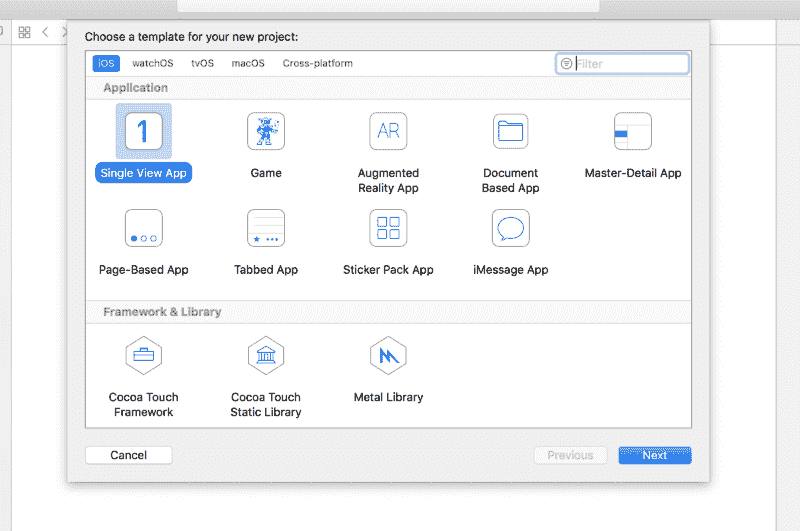 Choose a template for your new project:
iOS watchOS tvOS macOS Cross-platform Filter
Application
1 AR
Single View App Game Augmented Reality App Document Based App Master-Detail App
Page-Based App Tabbed App Sticker Pack App iMessage App
Framework & Library
Cocoa Touch Framework Cocoa Touch Static Library Metal Library
Cancel Previous Next